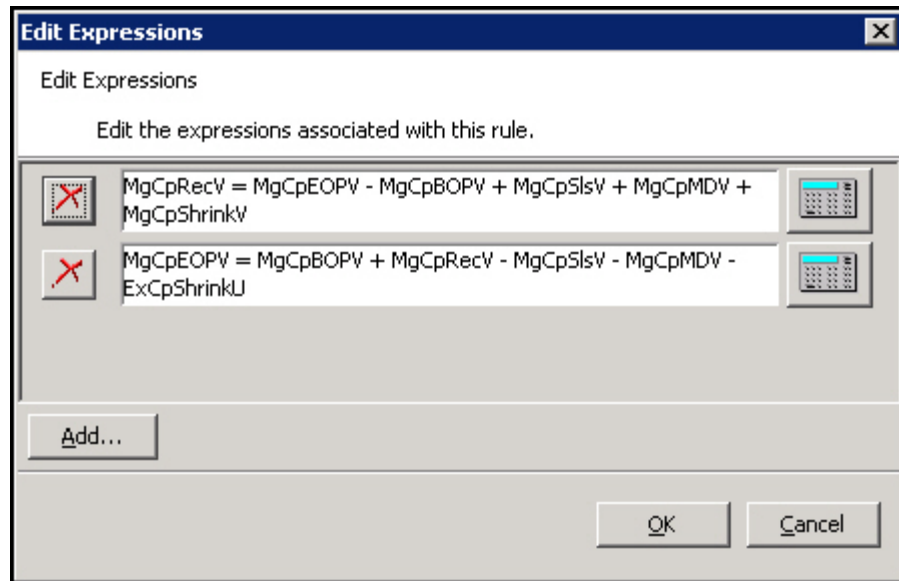 Edit Expressions
Edit Expressions
Edit the expressions associated with this rule.
MgCpRecV = MgCpEOPV - MgCpBOPV + MgCpSlsV + MgCpMDV +
MgCpShrinkV
MgCpEOPV = MgCpBOPV + MgCpRecV - MgCpSlsV - MgCpMDV -
ExCpShrinkU
Add...
OK Cancel